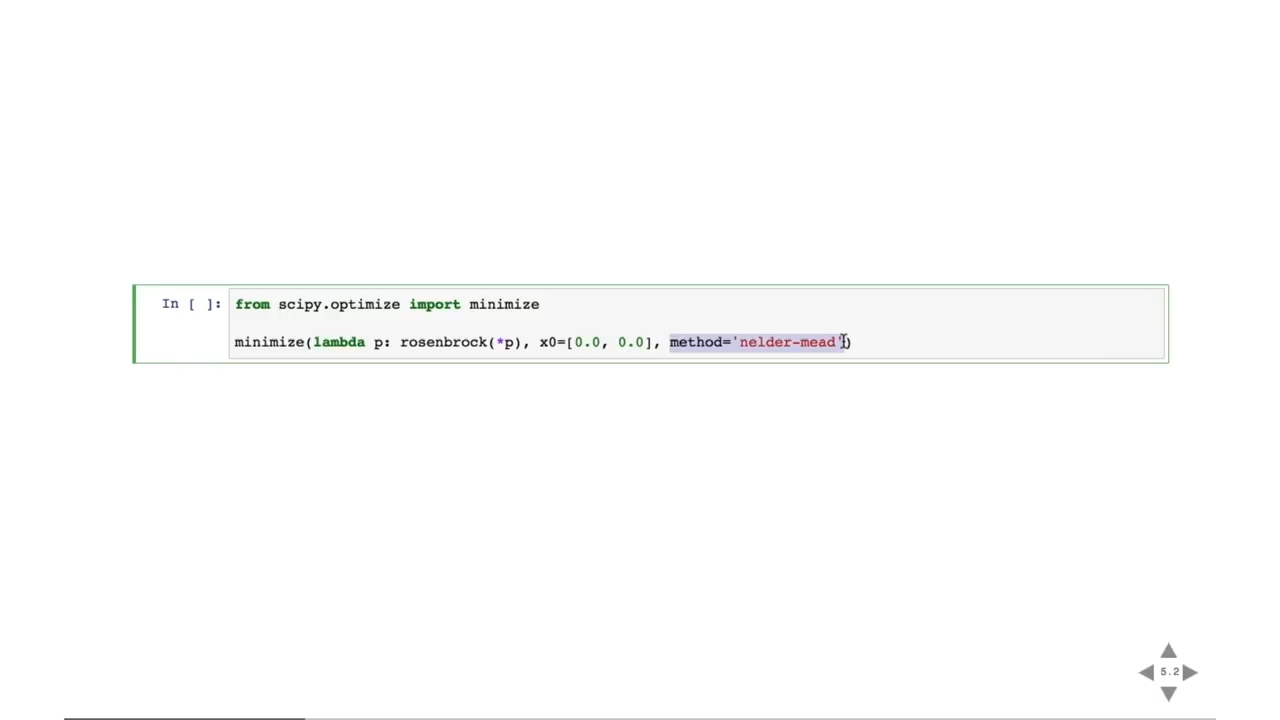 In [ ]: from scipy.optimize import minimize
minimize(lambda p: rosenbrock(*p), x0=[0.0, 0.0], method='nelder-mead')
5.2